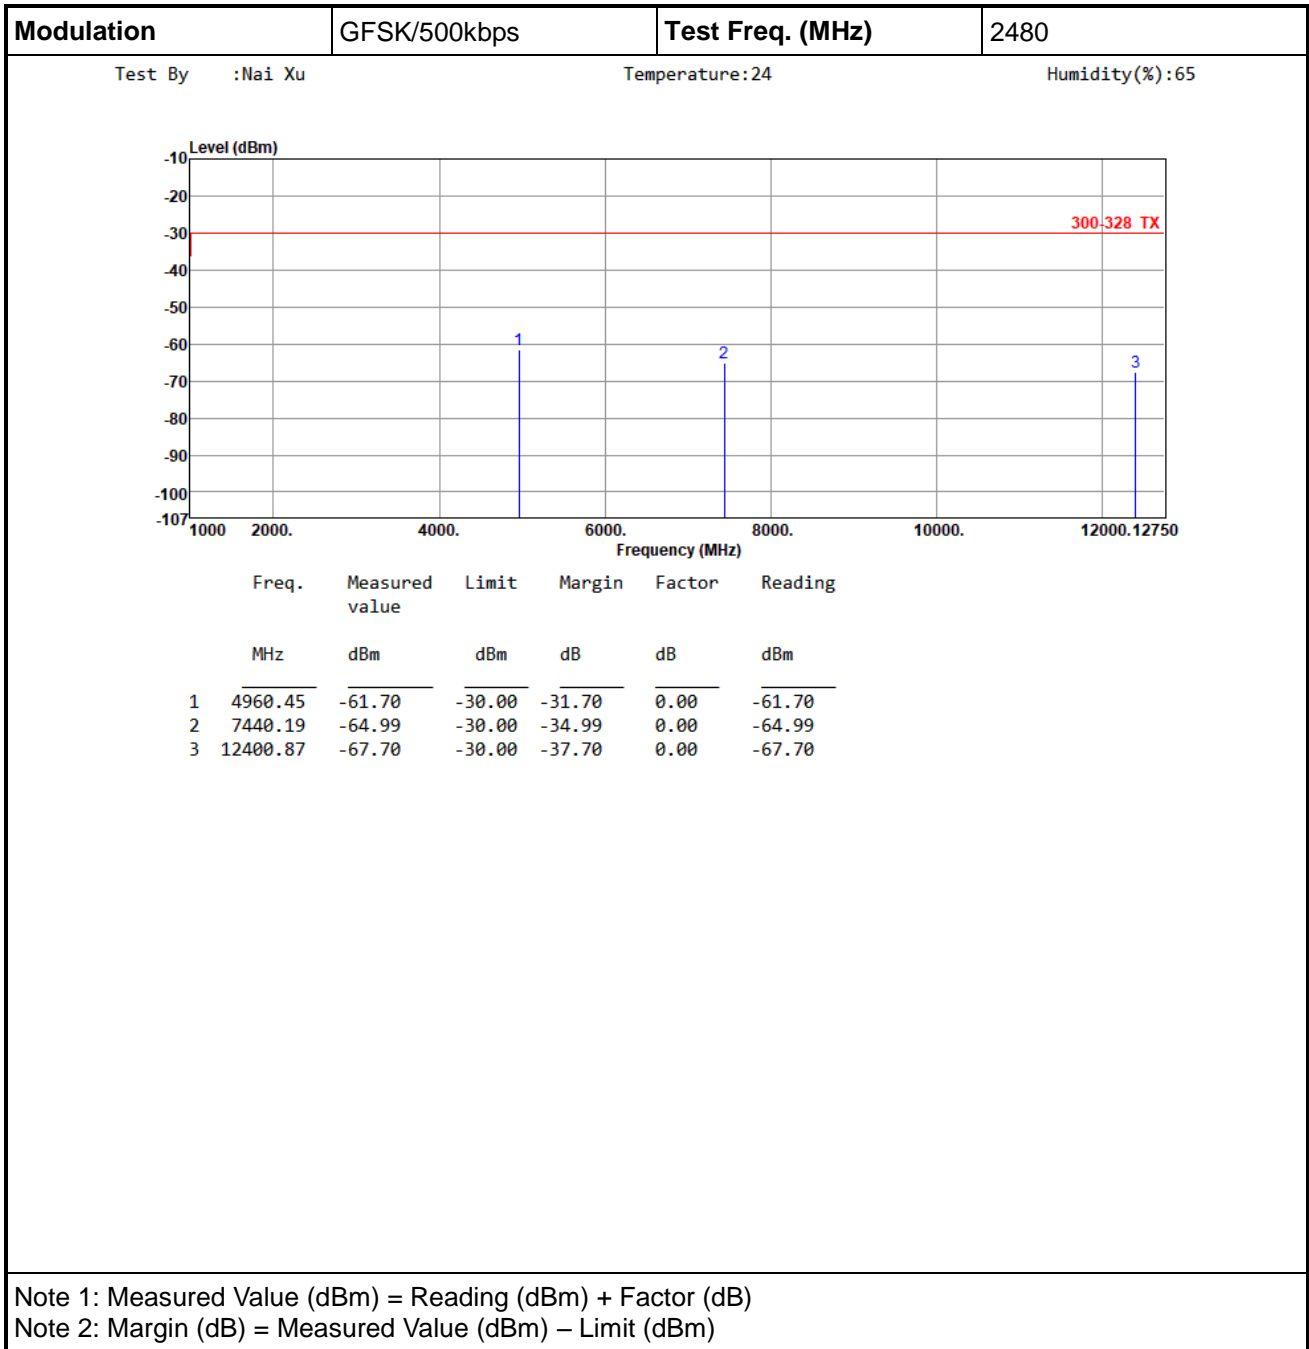 Modulation GFSK/500kbps Test Freq. (MHz) 2480
Test By :Nai Xu Temperature:24 Humidity(%):65
Level (dBm)
-10
-20
300-328 TX
-30
-40
-50
1
-60
2
3
-70
-80
-90
-100
-107
1000 2000. 4000. 6000. 8000. 10000. 12000. 12750
Frequency (MHz)
Freq. Measured Limit Margin Factor Reading
value
MHz dBm dBm dB dB dBm
1 4960.45 -61.70 -30.00 -31.70 0.00 -61.70
2 7440.19 -64.99 -30.00 -34.99 0.00 -64.99
3 12400.87 -67.70 -30.00 -37.70 0.00 -67.70
Note 1: Measured Value (dBm) = Reading (dBm) + Factor (dB)
Note 2: Margin (dB) = Measured Value (dBm) – Limit (dBm)